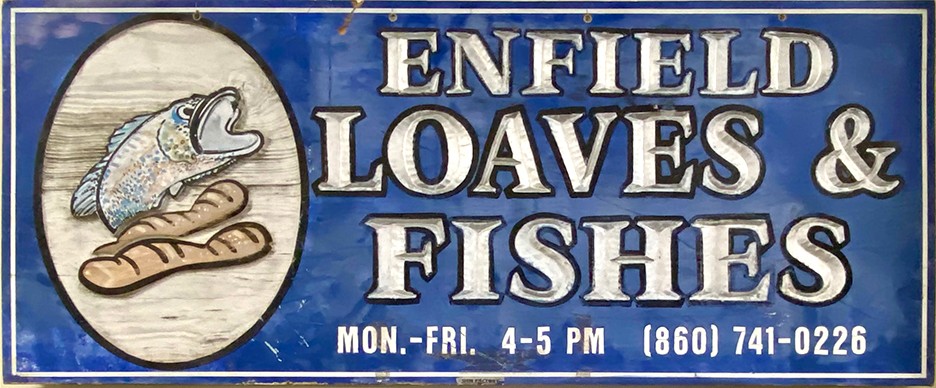 ENFIELD
LOAVES &
FISHES
MON.-FRI. 4-5 PM (860) 741-0226